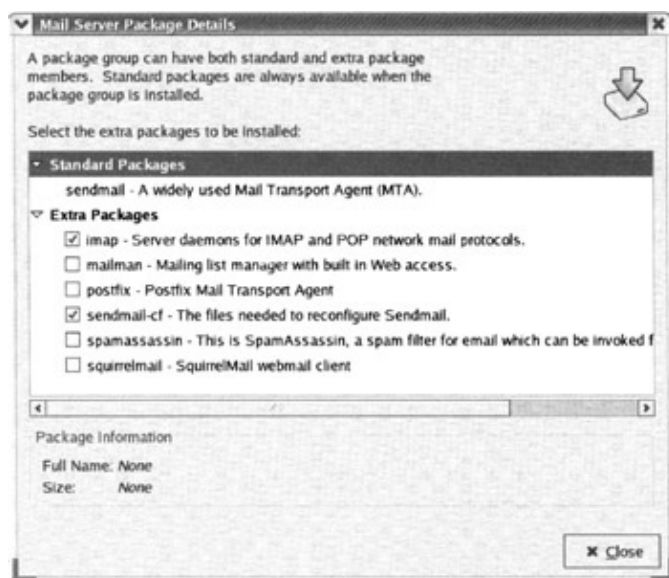 Mail Server Package Details
A package group can have both standard and extra package
members. Standard packages are always available when the
package group is installed.
Select the extra packages to be installed:
Standard Packages
sendmail - A widely used Mail Transport Agent (MTA).
Extra Packages
imap - Server daemons for IMAP and POP network mail protocols.
mailman - Mailing list manager with built in Web access.
postfix - Postfix Mail Transport Agent
sendmail-cf - The files needed to reconfigure Sendmail.
spamassassin - This is SpamAssassin, a spam filter for email which can be invoked f
squirrelmail - SquirrelMail webmail client
Package Information
Full Name: None
Size: None
Close